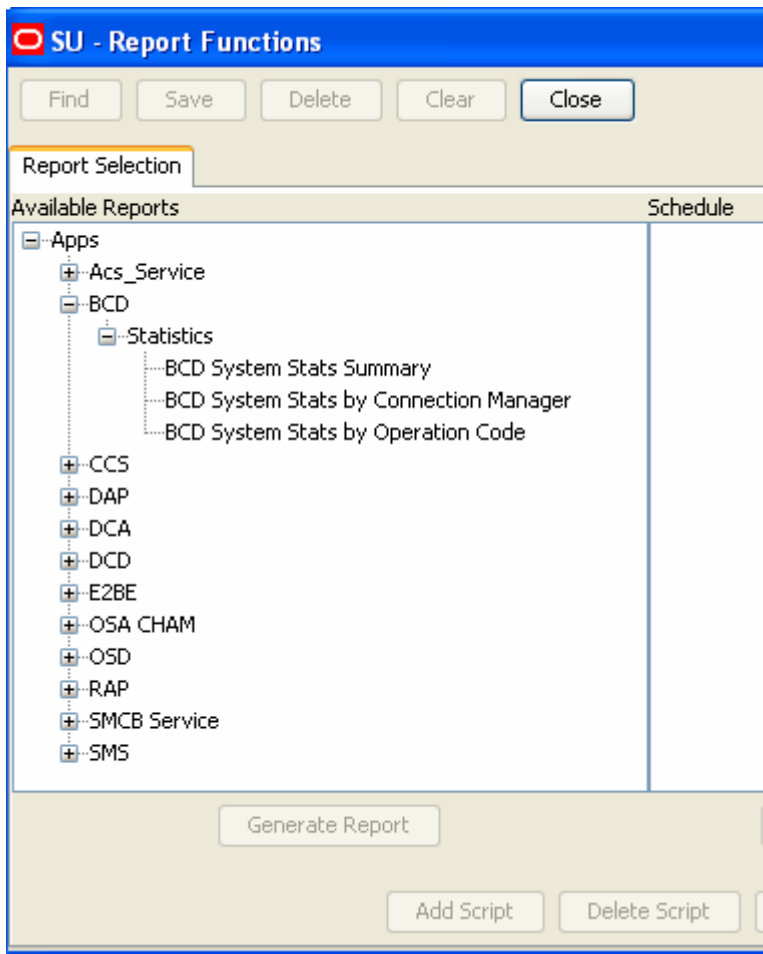 SU - Report Functions
Find Save Delete Clear Close
Report Selection
Available Reports Schedule
Apps
Acs_Service
BCD
Statistics
BCD System Stats Summary
BCD System Stats by Connection Manager
BCD System Stats by Operation Code
CCS
DAP
DCA
DCD
E2BE
OSA CHAM
OSD
RAP
SMCB Service
SMS
Generate Report
Add Script Delete Script